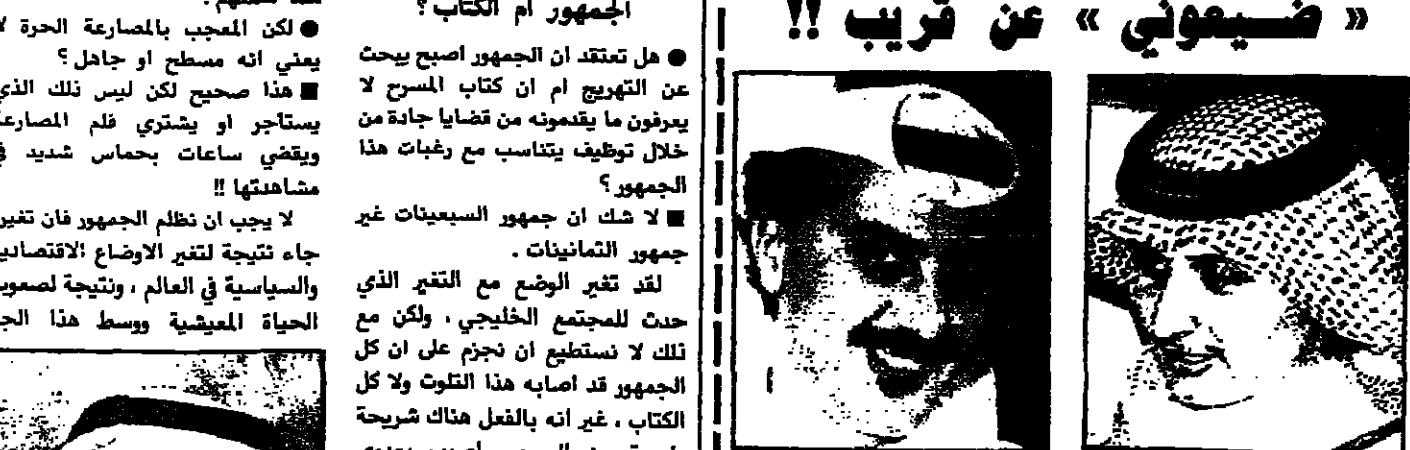 « ضـيعوني » عن قريب !!
الجمهور ام الكتاب ؟
● هل تعتقد ان الجمهور اصبح يبحث
عن التهريج ام ان كتاب المسرح لا
يعرفون ما يقدمونه من قضايا جادة من
خلال توظيف يتناسب مع رغبات هذا
الجمهور ؟
■ لا شك ان جمهور السبعينات غير
جمهور الثمانينات .
لقد تغير الوضع مع التغير الذي
حدث للمجتمع الخليجي ، ولكن مع
ذلك لا نستطيع ان نجزم على ان كل
الجمهور قد اصابه هذا التلوث ولا كل
الكتاب ، غير انه بالفعل هناك شريحة
● لكن المعجب بالمصارعة الحرة لا
يعني انه مسطح او جاهل ؟
■ هذا صحيح لكن ليس ذلك الذي
يستاجر او يشتري فلم المصارعة
ويقضي ساعات بحماس شديد في
مشاهدتها !!
لا يجب ان نظلم الجمهور فان تغير
جاء نتيجة لتغير الاوضاع الاقتصادية
والسياسية في العالم ، ونتيجة لصعوبة
الحياة المعيشية ووسط هذا